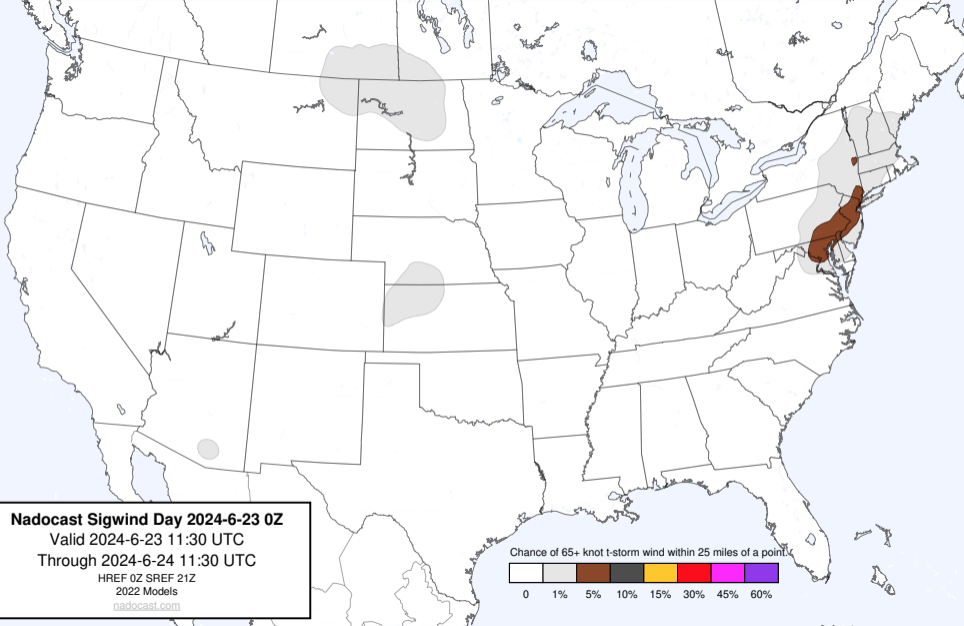 Nadocast Sigwind Day 2024-6-23 0Z
Valid 2024-6-23 11:30 UTC
Through 2024-6-24 11:30 UTC
HREF 0Z SREF 21Z
2022 Models
nadocast.com
Chance of 65+ knot t-storm wind within 25 miles of a point.
0 1% 5% 10% 15% 30% 45% 60%